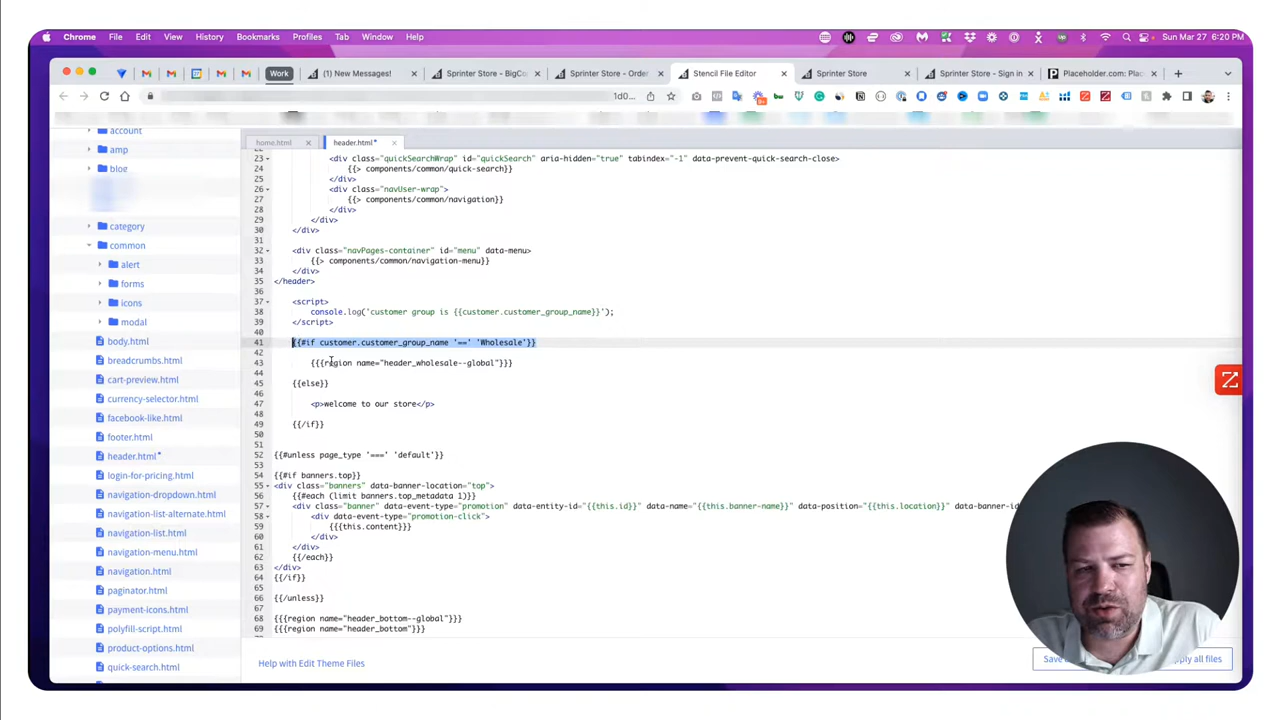 Chrome File Edit View History Bookmarks Profiles Tab Window Help Sun Mar 27 6:20 PM
Work (1) New Messages! × Sprinter Store - BigCo × Sprinter Store - Orde × Stencil File Editor × Sprinter Store × Sprinter Store - Sign in × Placeholder.com: Plac × +
1d0...
account
amp
blog
category
common
alert
forms
icons
modal
body.html
breadcrumbs.html
cart-preview.html
currency-selector.html
facebook-like.html
footer.html
header.html*
login-for-pricing.html
navigation-dropdown.html
navigation-list-alternate.html
navigation-list.html
navigation-menu.html
navigation.html
paginator.html
payment-icons.html
polyfill-script.html
product-options.html
quick-search.html
home.html × header.html* ×
23 <div class="quickSearchWrap" id="quickSearch" aria-hidden="true" tabindex="-1" data-prevent-quick-search-close>
24 {{> components/common/quick-search}}
25 </div>
26 <div class="navUser-wrap">
27 {{> components/common/navigation}}
28 </div>
29 </div>
30 </div>
31
32 <div class="navPages-container" id="menu" data-menu>
33 {{> components/common/navigation-menu}}
34 </div>
35 </header>
36
37 <script>
38 console.log('customer group is {{customer.customer_group_name}}');
39 </script>
40
41 {{#if customer.customer_group_name '==' 'Wholesale'}}
42
43 {{{region name="header_wholesale--global"}}}
44
45 {{else}}
46
47 <p>welcome to our store</p>
48
49 {{/if}}
50
51
52 {{#unless page_type '===' 'default'}}
53
54 {{#if banners.top}}
55 <div class="banners" data-banner-location="top">
56 {{#each (limit banners.top_metadata 1)}}
57 <div class="banner" data-event-type="promotion" data-entity-id="{{this.id}}" data-name="{{this.banner-name}}" data-position="{{this.location}}" data-banner-id
58 <div data-event-type="promotion-click">
59 {{{this.content}}}
60 </div>
61 </div>
62 {{/each}}
63 </div>
64 {{/if}}
65
66 {{/unless}}
67
68 {{{region name="header_bottom--global"}}}
69 {{{region name="header_bottom"}}}
Help with Edit Theme Files
Save
pply all files